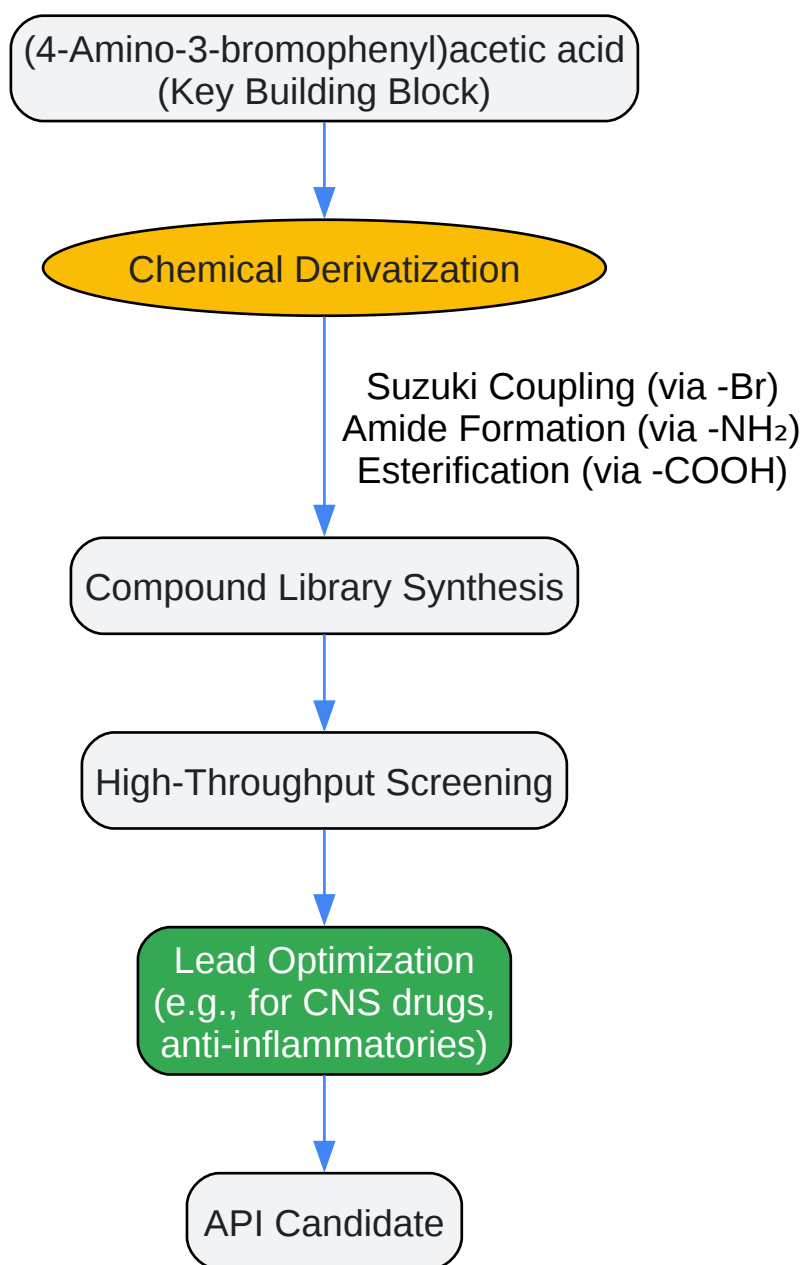 (4-Amino-3-bromophenyl)acetic acid
(Key Building Block)
Chemical Derivatization
Suzuki Coupling (via -Br)
Amide Formation (via -NH₂)
Esterification (via -COOH)
Compound Library Synthesis
High-Throughput Screening
Lead Optimization
(e.g., for CNS drugs,
anti-inflammatories)
API Candidate